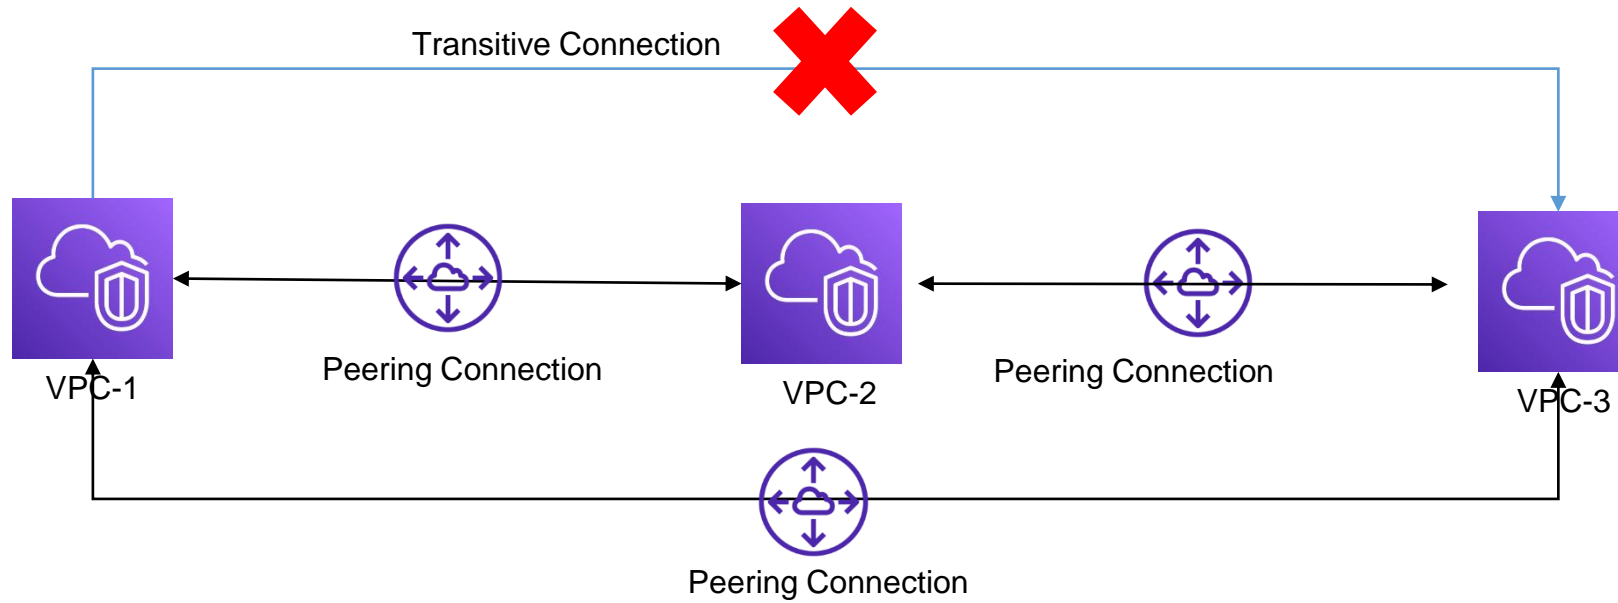 Transitive Connection
Peering Connection
Peering Connection
VPC-1
VPC-2
VPC-3
Peering Connection